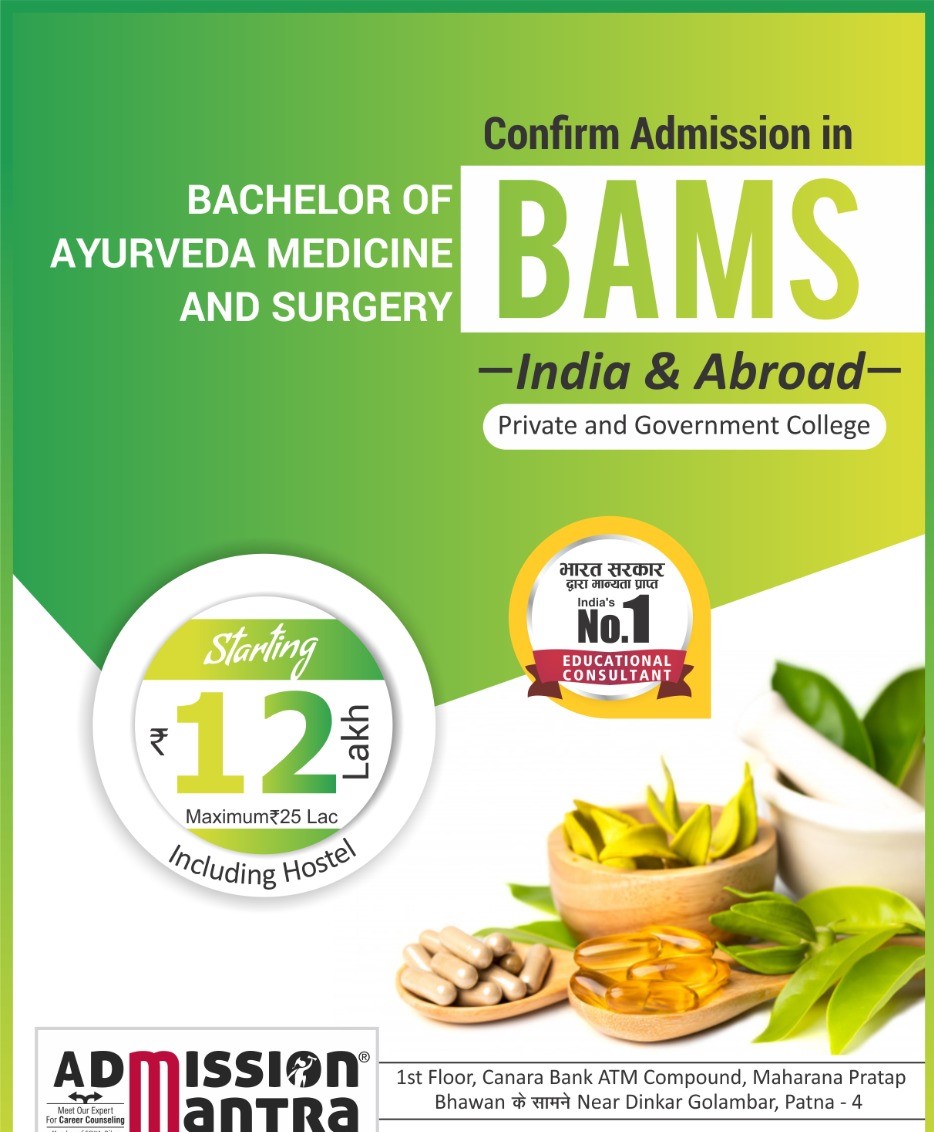 Confirm Admission in
BACHELOR OF
AYURVEDA MEDICINE
AND SURGERY
BAMS
India & Abroad
Private and Government College
भारत सरकार
द्वारा मान्यता प्राप्त
India's
No.1
EDUCATIONAL
CONSULTANT
Starting
₹12 Lakh
Maximum₹25 Lac
Including Hostel
ADMISSION®
MANTRA
Meet Our Expert
For Career Counseling
1st Floor, Canara Bank ATM Compound, Maharana Pratap
Bhawan के सामने Near Dinkar Golambar, Patna - 4